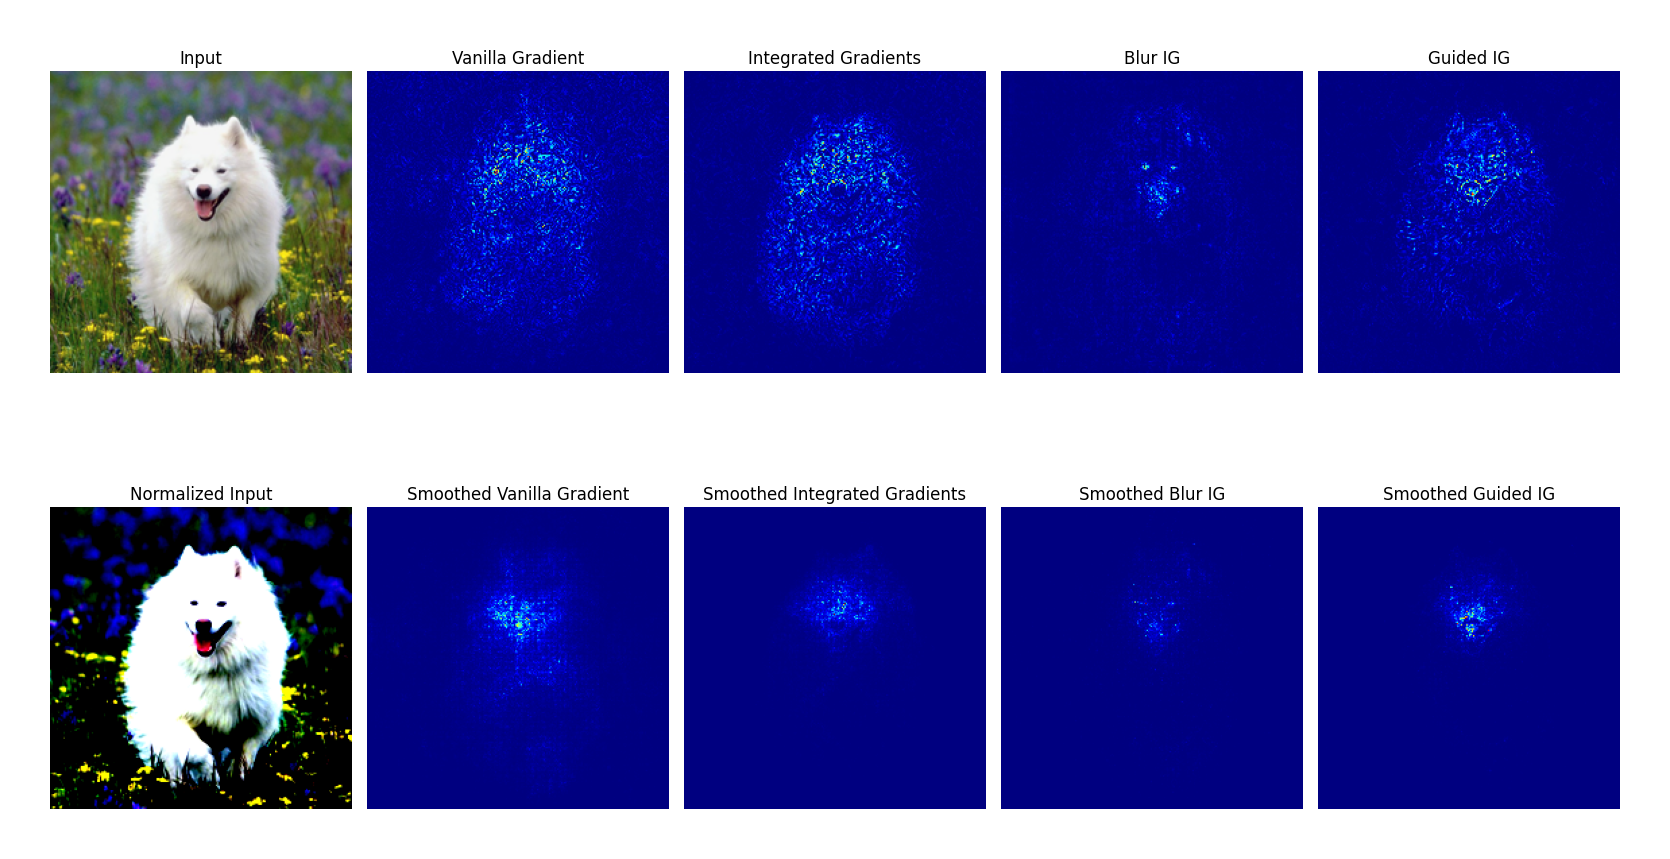 Input
Vanilla Gradient
Integrated Gradients
Blur IG
Guided IG
Normalized Input
Smoothed Vanilla Gradient
Smoothed Integrated Gradients
Smoothed Blur IG
Smoothed Guided IG